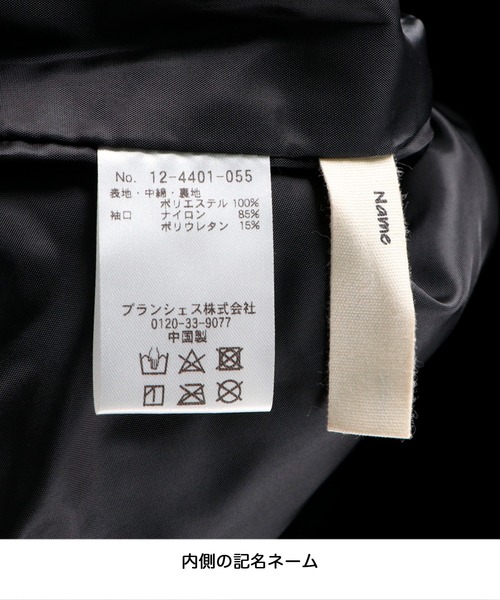 No. 12-4401-055
表地・中綿・裏地
ポリエステル 100%
袖口 ナイロン 85%
ポリウレタン 15%
ブランシェス株式会社
0120-33-9077
中国製
Name
内側の記名ネーム